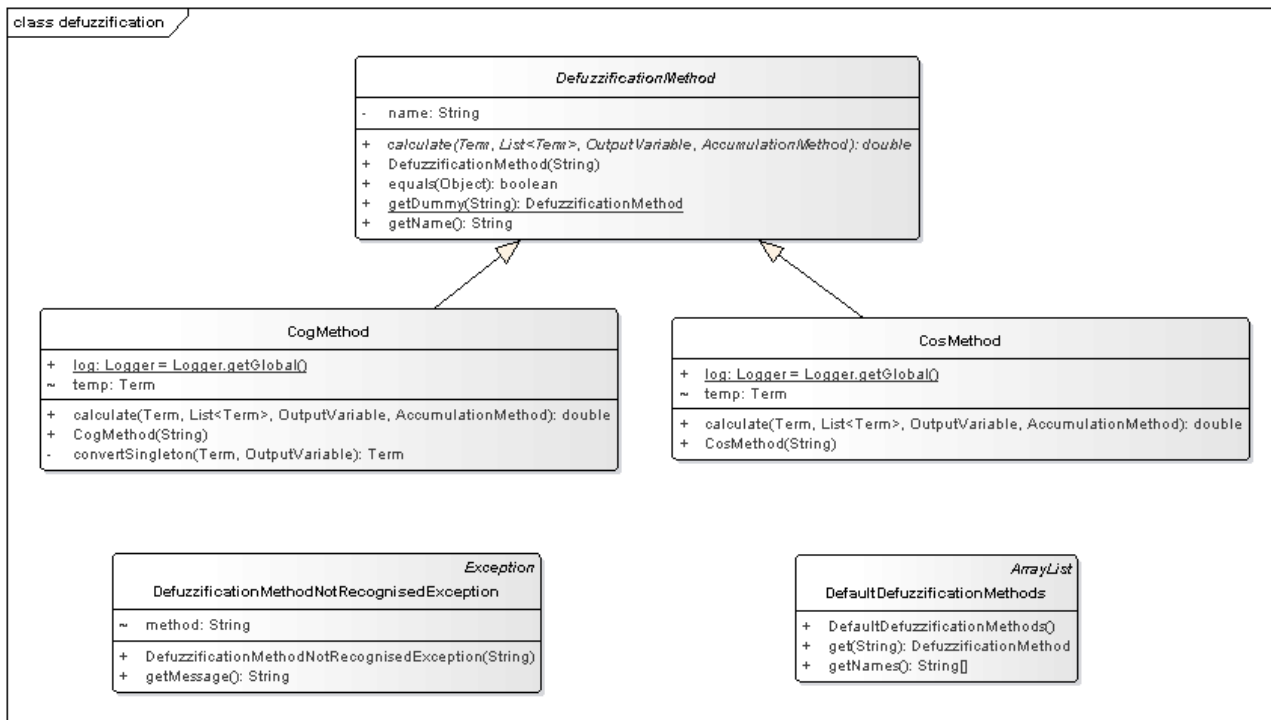 class defuzzification
DefuzzificationMethod
- name: String
+ calculate(Term, List<Term>, OutputVariable, AccumulationMethod): double
+ DefuzzificationMethod(String)
+ equals(Object): boolean
+ getDummy(String): DefuzzificationMethod
+ getName(): String
CogMethod
+ log: Logger = Logger.getGlobal()
~ temp: Term
+ calculate(Term, List<Term>, OutputVariable, AccumulationMethod): double
+ CogMethod(String)
- convertSingleton(Term, OutputVariable): Term
CosMethod
+ log: Logger = Logger.getGlobal()
~ temp: Term
+ calculate(Term, List<Term>, OutputVariable, AccumulationMethod): double
+ CosMethod(String)
Exception
DefuzzificationMethodNotRecognisedException
~ method: String
+ DefuzzificationMethodNotRecognisedException(String)
+ getMessage(): String
ArrayList
DefaultDefuzzificationMethods
+ DefaultDefuzzificationMethods()
+ get(String): DefuzzificationMethod
+ getNames(): String[]